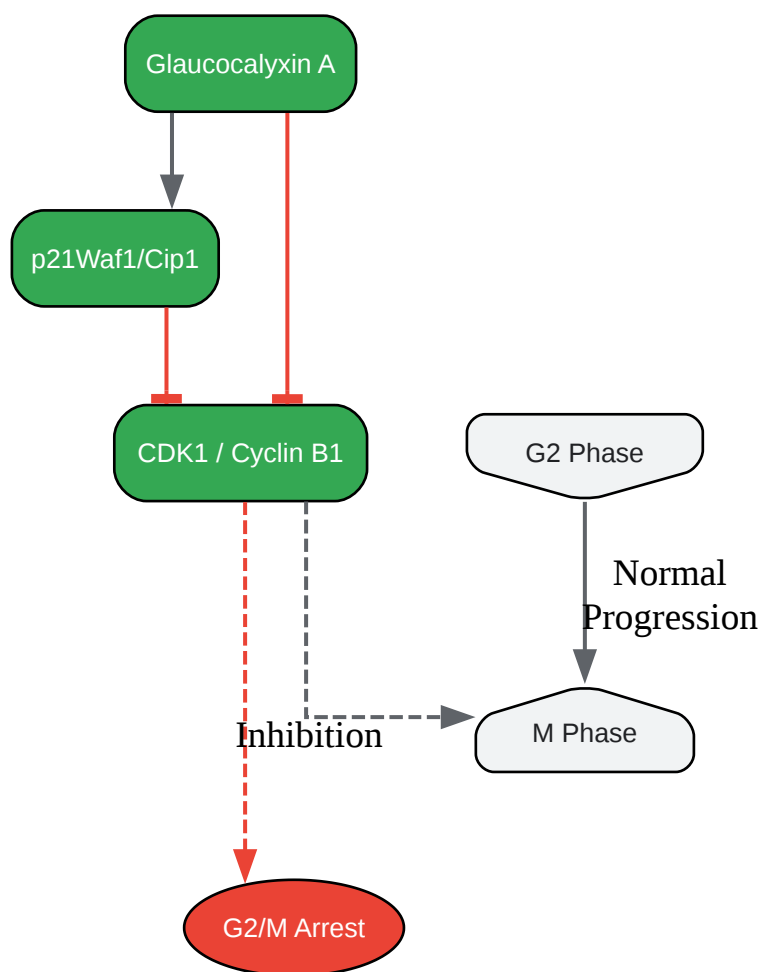 Glaucocalyxin A
p21Waf1/Cip1
CDK1 / Cyclin B1
G2 Phase
Normal
Progression
M Phase
Inhibition
G2/M Arrest